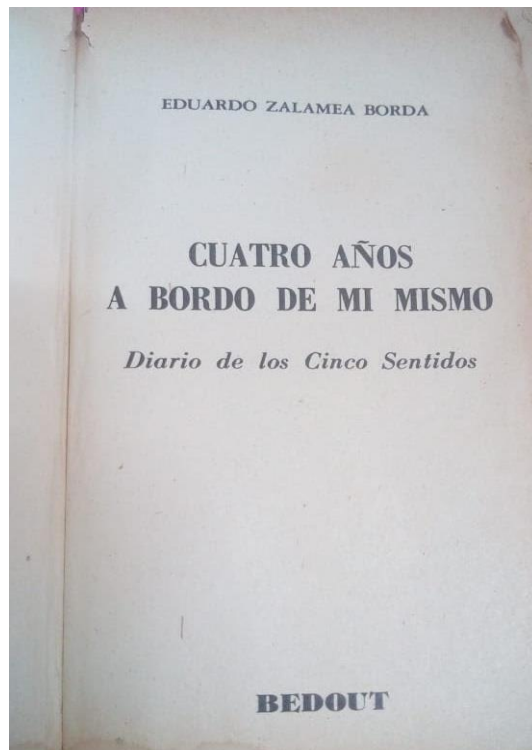 EDUARDO ZALAMEA BORDA
CUATRO AÑOS
A BORDO DE MI MISMO
Diario de los Cinco Sentidos
BEDOUT